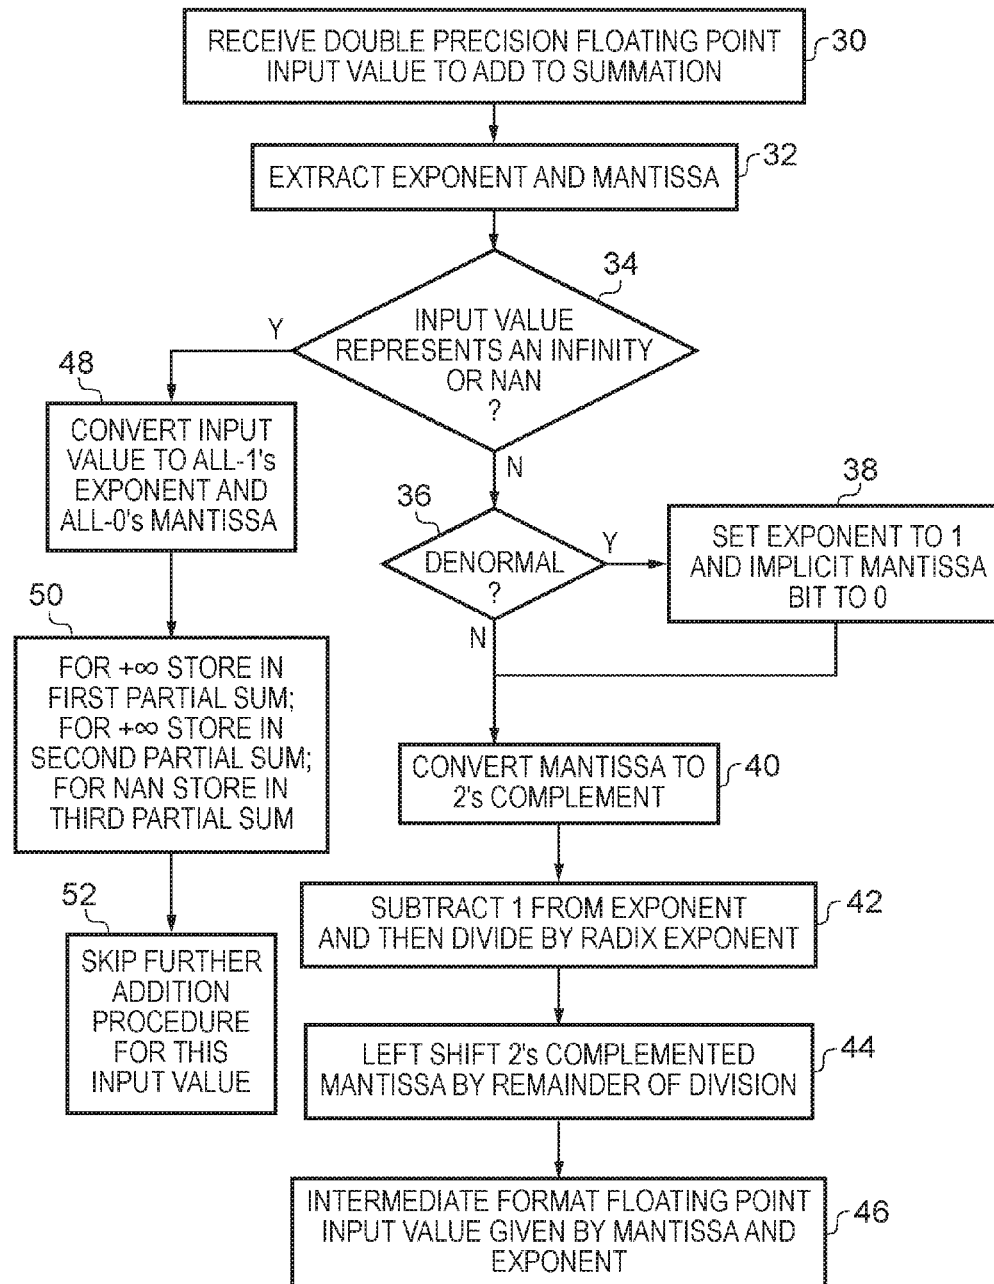 RECEIVE DOUBLE PRECISION FLOATING POINT
INPUT VALUE TO ADD TO SUMMATION
30
EXTRACT EXPONENT AND MANTISSA
32
34
INPUT VALUE
REPRESENTS AN INFINITY
OR NAN
?
Y
N
48
CONVERT INPUT
VALUE TO ALL-1's
EXPONENT AND
ALL-0's MANTISSA
36
DENORMAL
?
Y
N
38
SET EXPONENT TO 1
AND IMPLICIT MANTISSA
BIT TO 0
50
FOR +∞ STORE IN
FIRST PARTIAL SUM;
FOR +∞ STORE IN
SECOND PARTIAL SUM;
FOR NAN STORE IN
THIRD PARTIAL SUM
CONVERT MANTISSA TO
2's COMPLEMENT
40
SUBTRACT 1 FROM EXPONENT
AND THEN DIVIDE BY RADIX EXPONENT
42
52
SKIP FURTHER
ADDITION
PROCEDURE
FOR THIS
INPUT VALUE
LEFT SHIFT 2's COMPLEMENTED
MANTISSA BY REMAINDER OF DIVISION
44
INTERMEDIATE FORMAT FLOATING POINT
INPUT VALUE GIVEN BY MANTISSA AND
EXPONENT
46